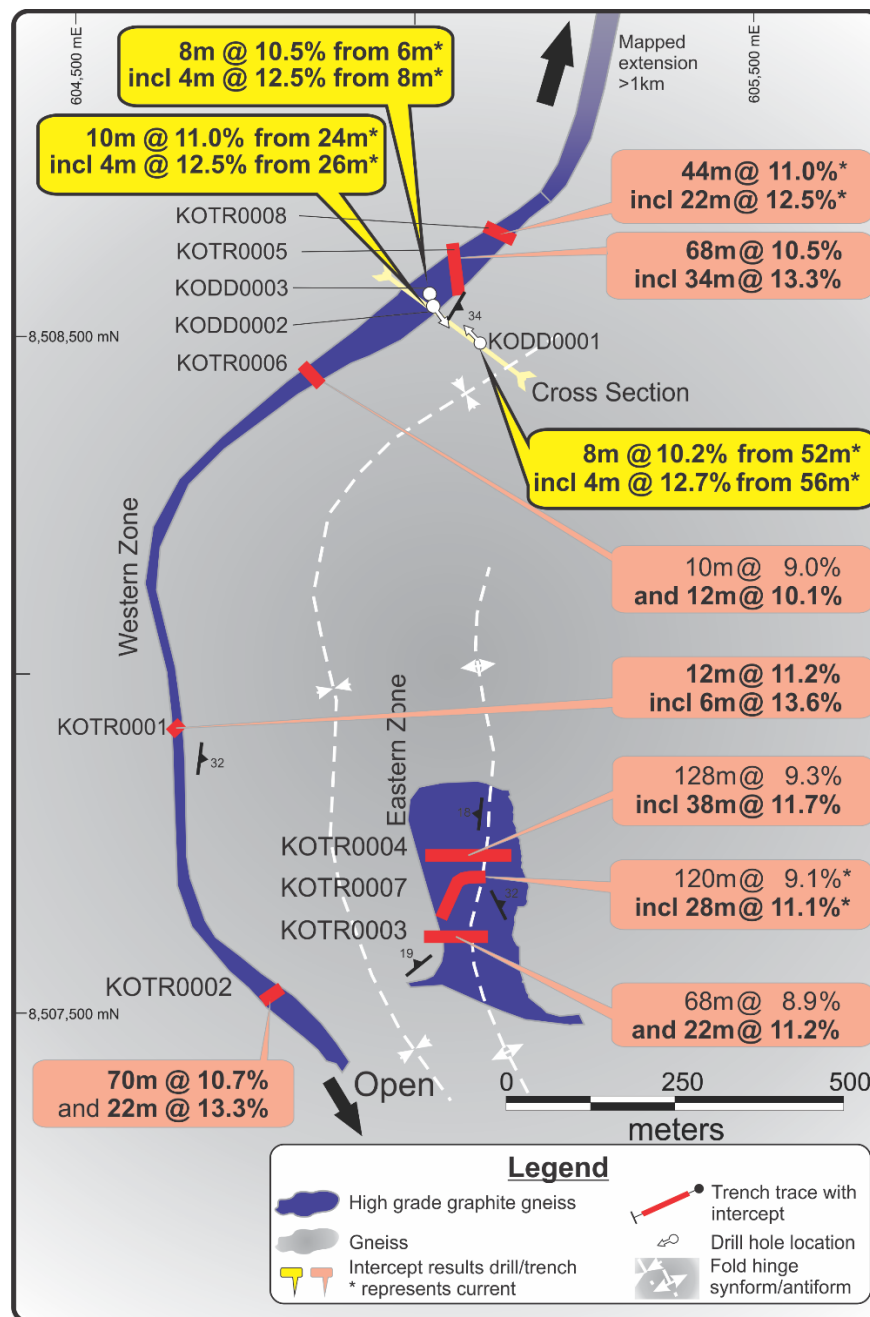 604,500 mE
605,500 mE
Mapped
extension
>1km
8m @ 10.5% from 6m*
incl 4m @ 12.5% from 8m*
10m @ 11.0% from 24m*
incl 4m @ 12.5% from 26m*
44m @ 11.0%*
incl 22m @ 12.5%*
KOTR0008
KOTR0005
68m @ 10.5%
incl 34m @ 13.3%
KODD0003
KODD0002
34
8,508,500 mN
KODD0001
KOTR0006
Cross Section
8m @ 10.2% from 52m*
incl 4m @ 12.7% from 56m*
Western Zone
10m @ 9.0%
and 12m @ 10.1%
12m @ 11.2%
incl 6m @ 13.6%
KOTR0001
32
Eastern Zone
128m @ 9.3%
incl 38m @ 11.7%
18
KOTR0004
KOTR0007
120m @ 9.1%*
incl 28m @ 11.1%*
32
KOTR0003
19
KOTR0002
8,507,500 mN
68m @ 8.9%
and 22m @ 11.2%
70m @ 10.7%
and 22m @ 13.3%
Open
0 250 500
meters
Legend
High grade graphite gneiss
Gneiss
Intercept results drill/trench
* represents current
Trench trace with
intercept
Drill hole location
Fold hinge
synform/antiform